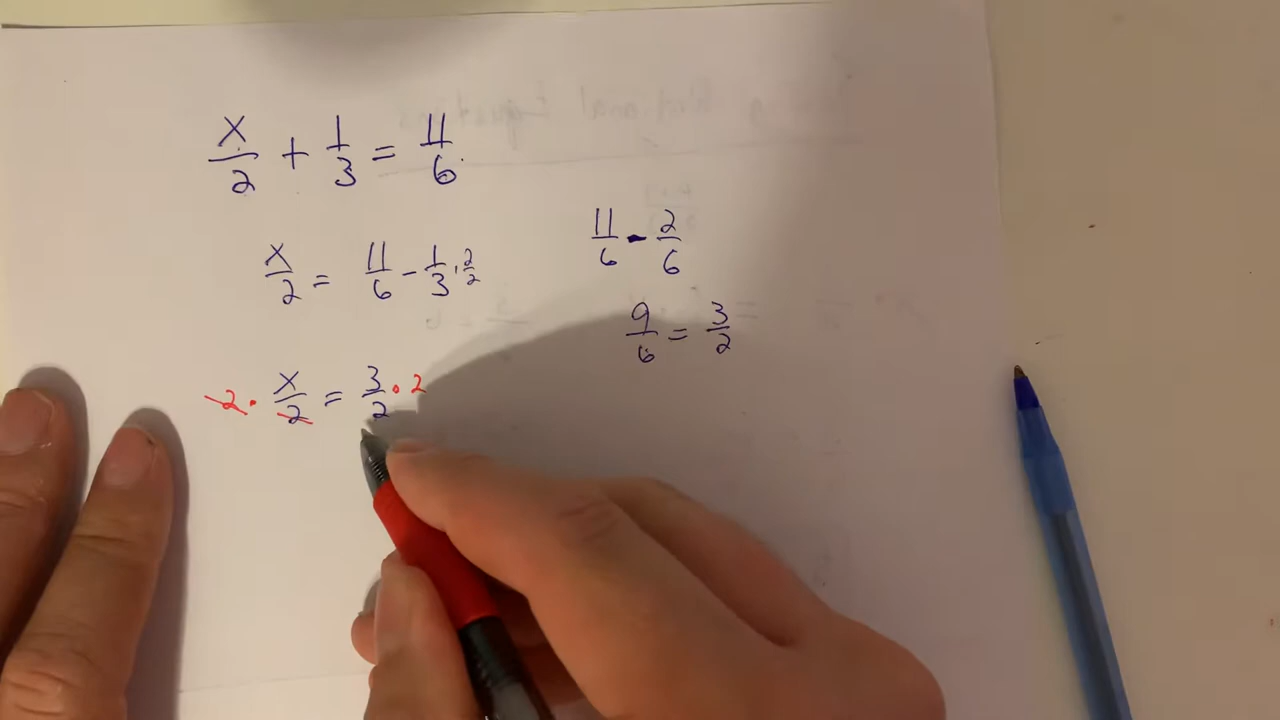 x/2 + 1/3 = 11/6
x/2 = 11/6 - 1/3 · 2/2
11/6 - 2/6
9/6 = 3/2
2 · x/2 = 3/2 · 2